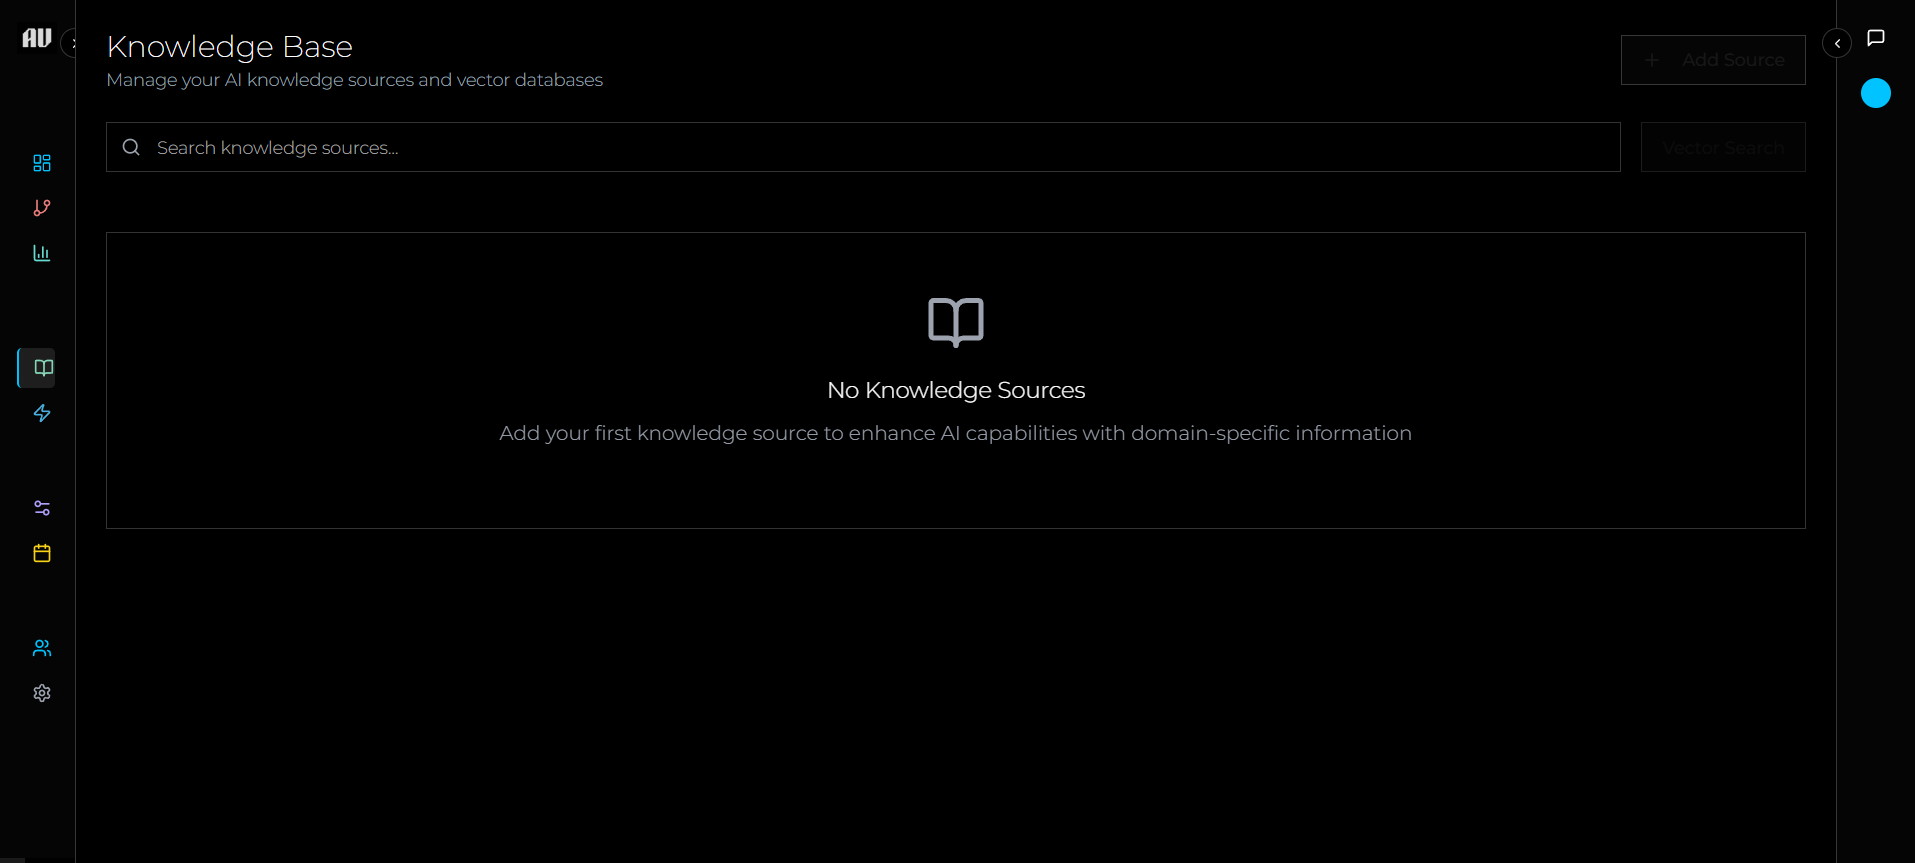 AU
Knowledge Base
Manage your AI knowledge sources and vector databases
Add Source
Search knowledge sources...
Vector Search
No Knowledge Sources
Add your first knowledge source to enhance AI capabilities with domain-specific information